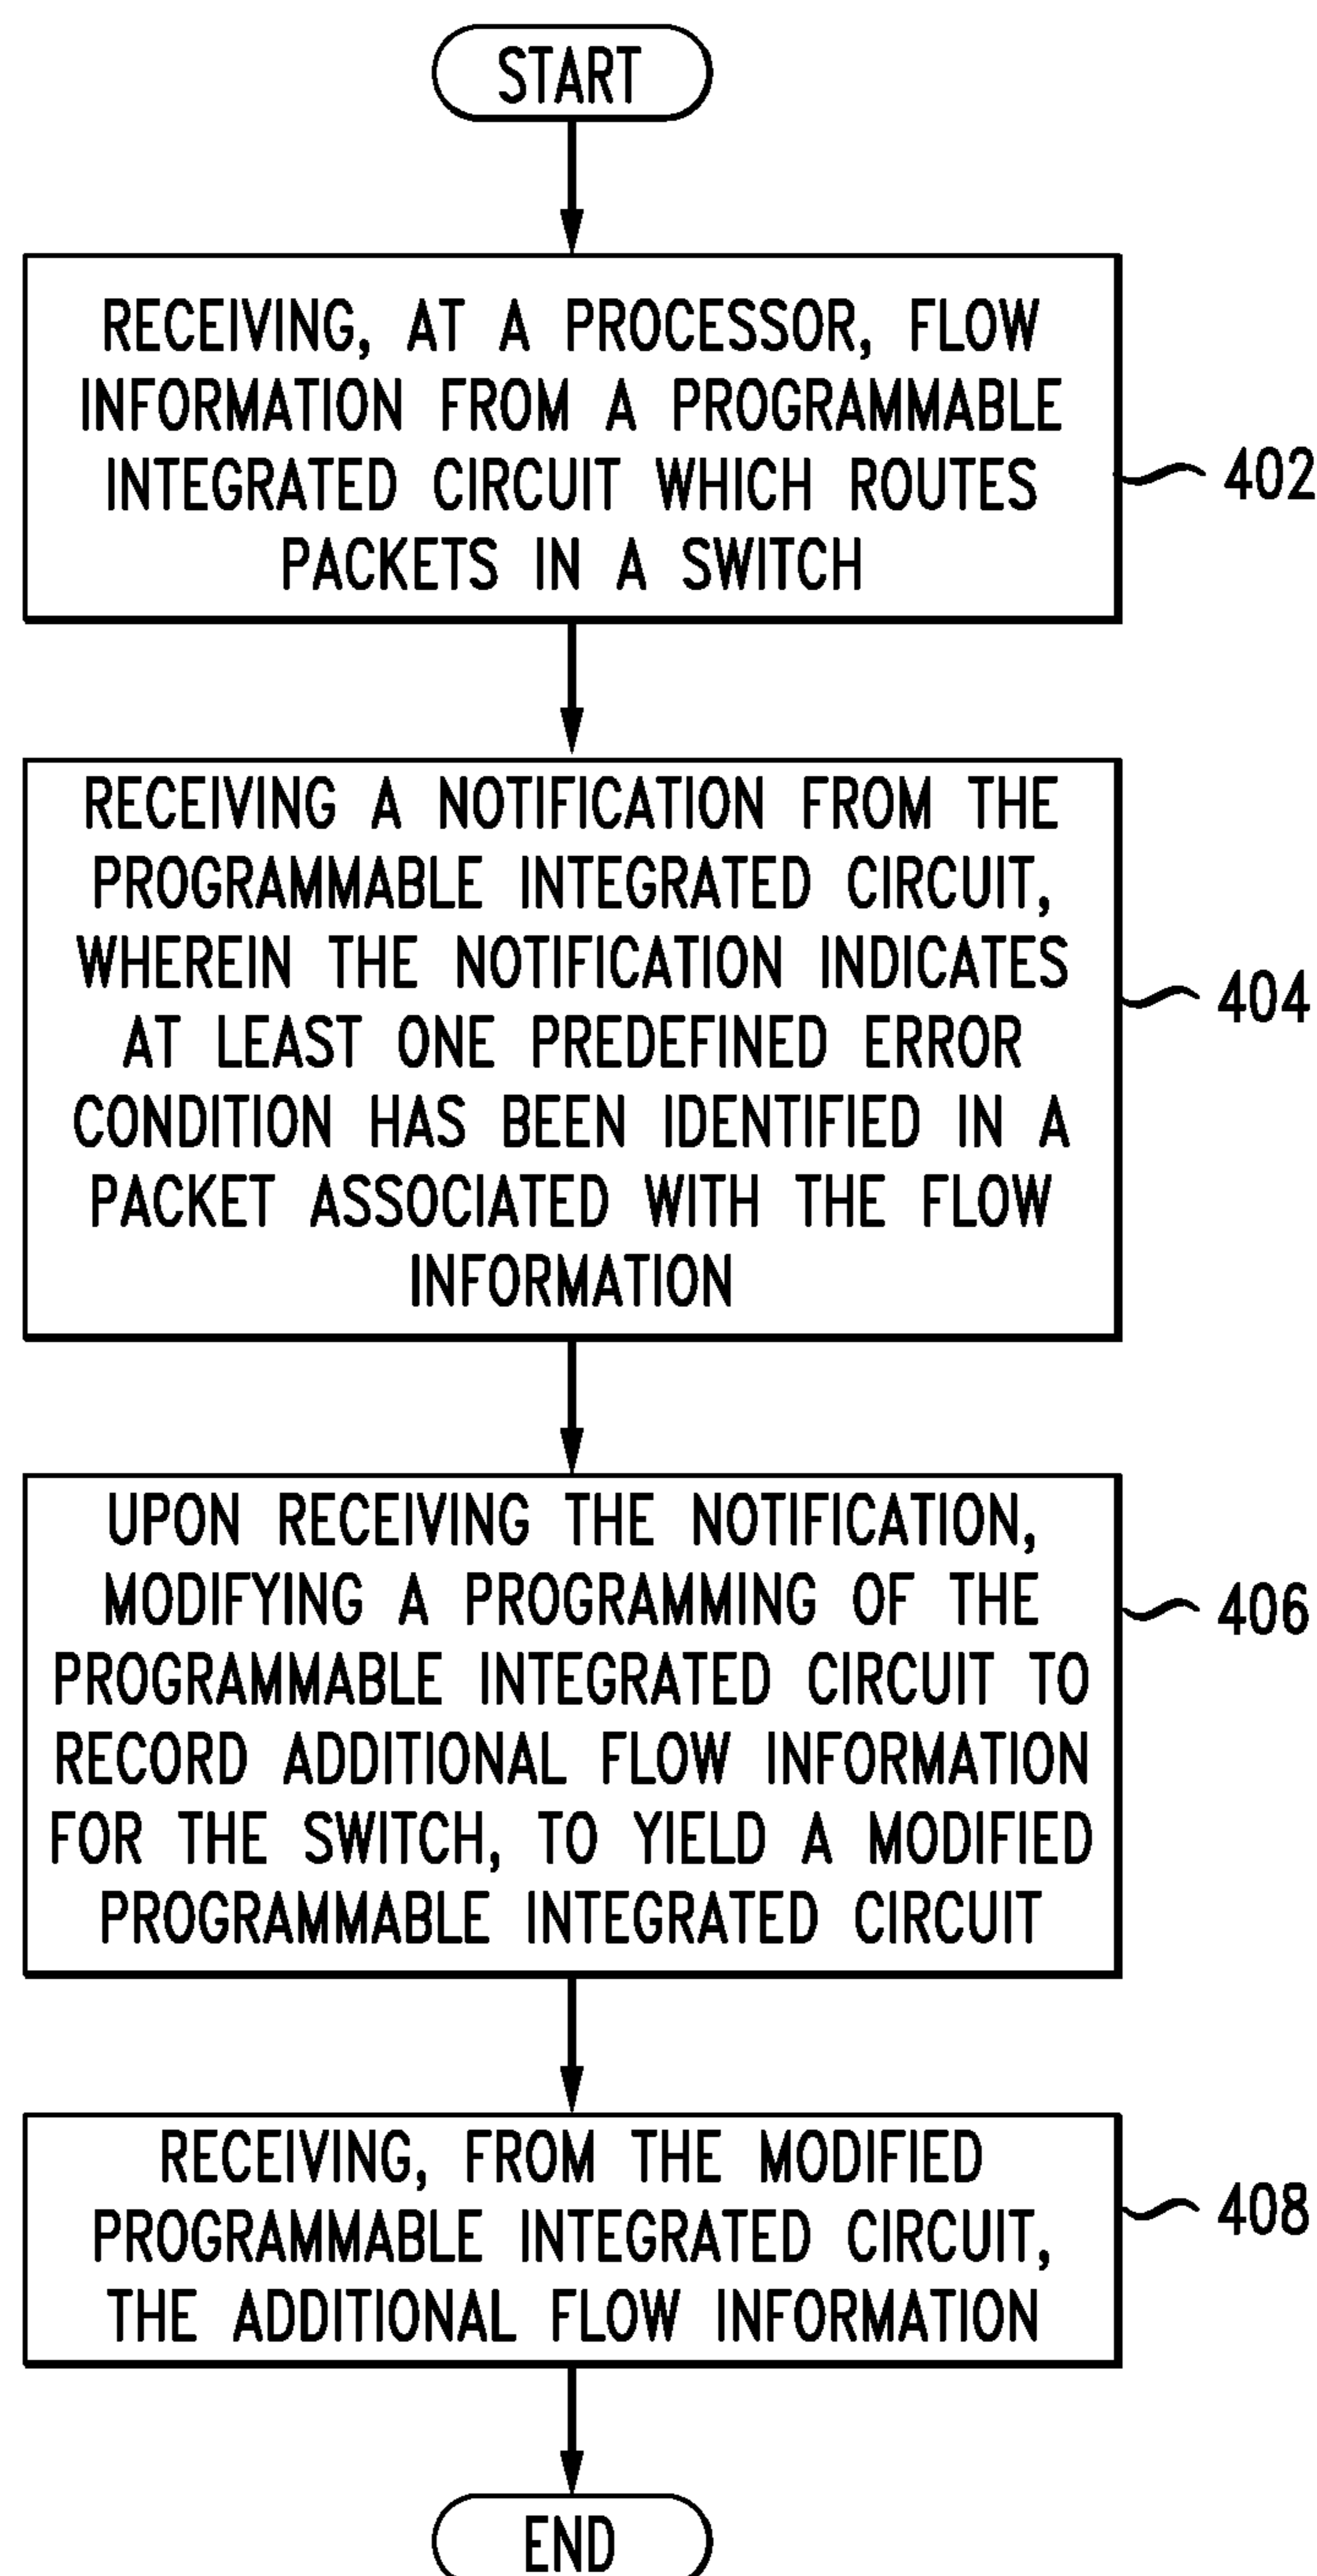 START
RECEIVING, AT A PROCESSOR, FLOW
INFORMATION FROM A PROGRAMMABLE
INTEGRATED CIRCUIT WHICH ROUTES
PACKETS IN A SWITCH
402
RECEIVING A NOTIFICATION FROM THE
PROGRAMMABLE INTEGRATED CIRCUIT,
WHEREIN THE NOTIFICATION INDICATES
AT LEAST ONE PREDEFINED ERROR
CONDITION HAS BEEN IDENTIFIED IN A
PACKET ASSOCIATED WITH THE FLOW
INFORMATION
404
UPON RECEIVING THE NOTIFICATION,
MODIFYING A PROGRAMMING OF THE
PROGRAMMABLE INTEGRATED CIRCUIT TO
RECORD ADDITIONAL FLOW INFORMATION
FOR THE SWITCH, TO YIELD A MODIFIED
PROGRAMMABLE INTEGRATED CIRCUIT
406
RECEIVING, FROM THE MODIFIED
PROGRAMMABLE INTEGRATED CIRCUIT,
THE ADDITIONAL FLOW INFORMATION
408
END